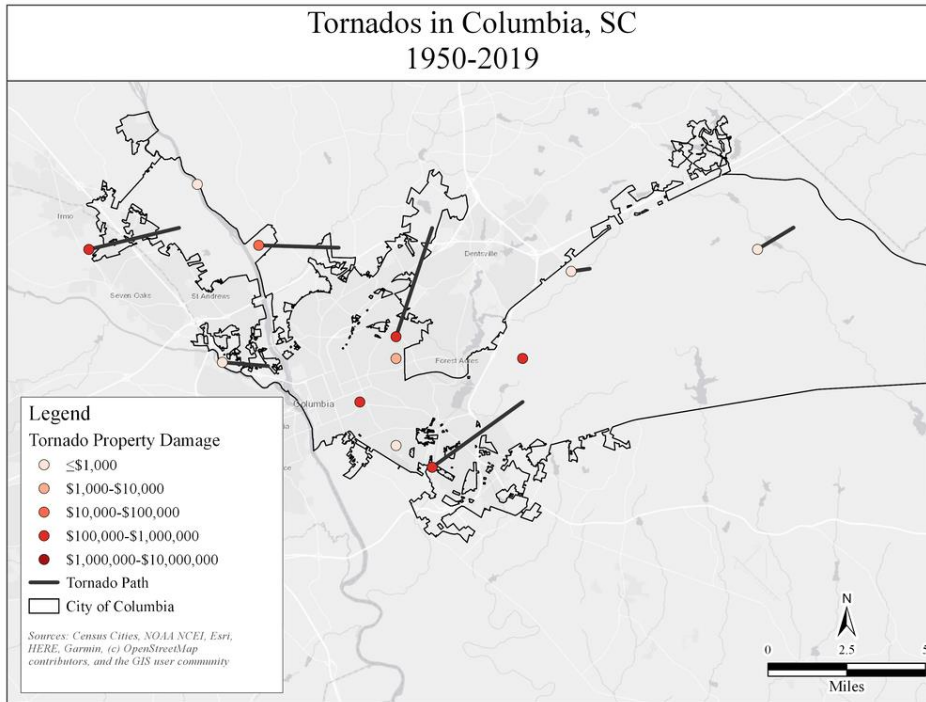 Tornados in Columbia, SC
1950-2019
Irmo
Dentsville
Seven Oaks
St Andrews
Forest Acres
Columbia
Legend
Tornado Property Damage
≤$1,000
$1,000-$10,000
$10,000-$100,000
$100,000-$1,000,000
$1,000,000-$10,000,000
Tornado Path
City of Columbia
Sources: Census Cities, NOAA NCEI, Esri,
HERE, Garmin, (c) OpenStreetMap
contributors, and the GIS user community
N
0 2.5 5
Miles